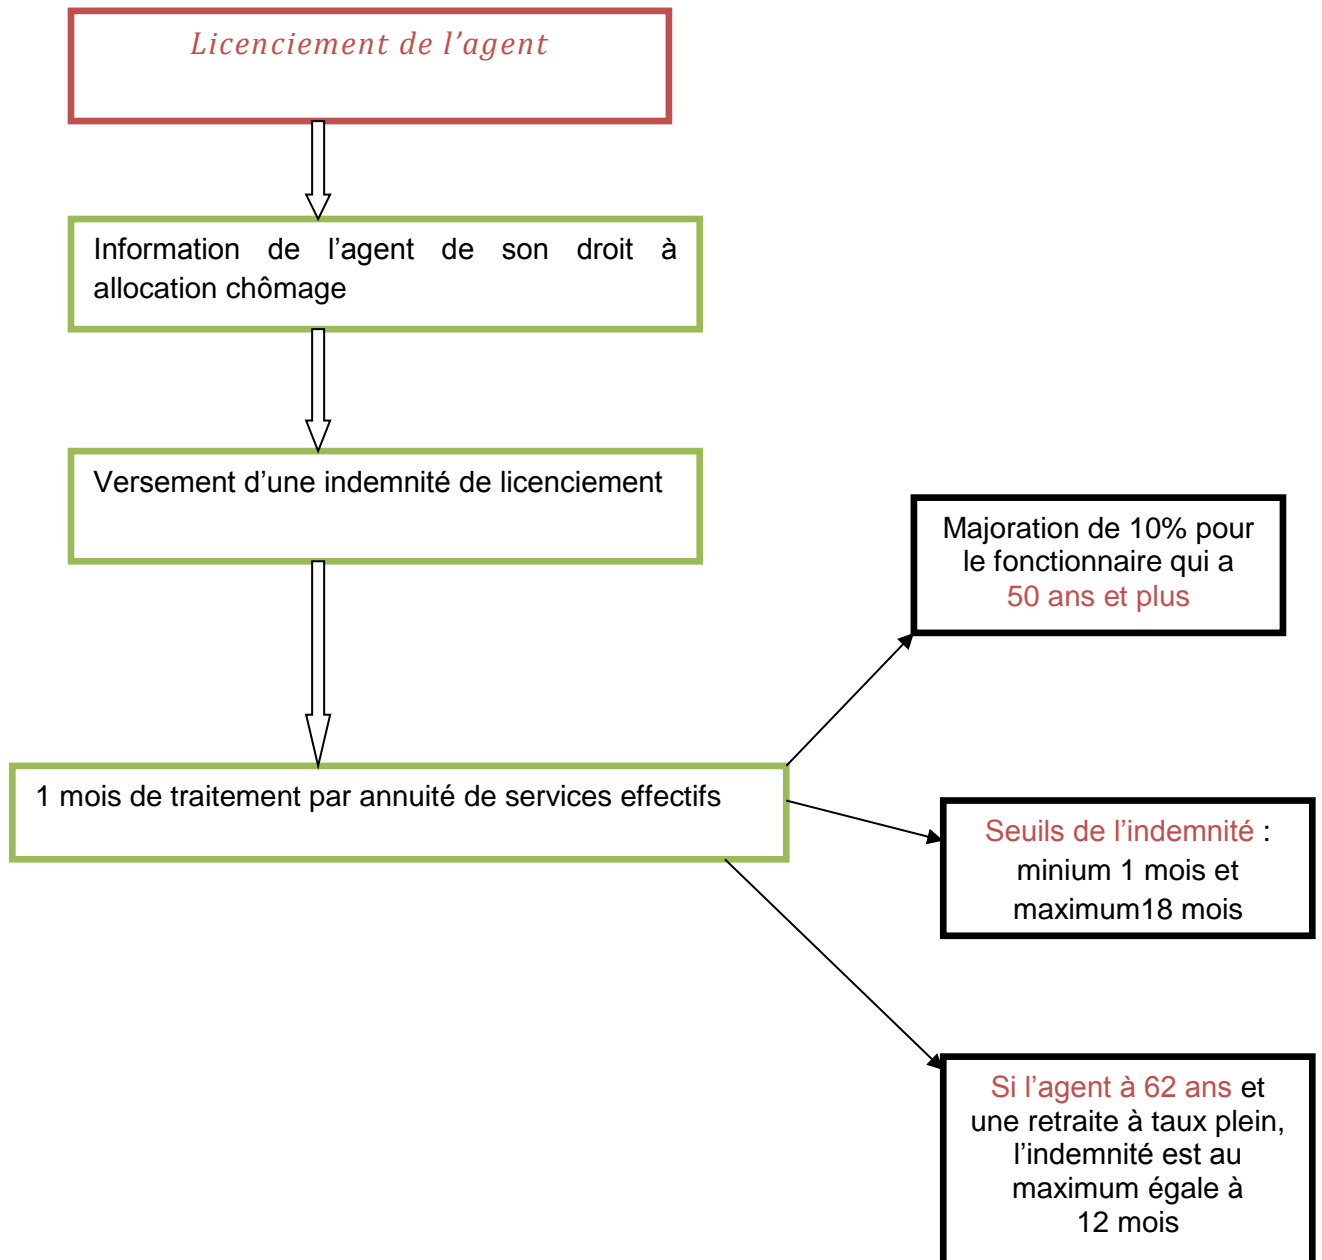 Licenciement de l’agent
Information de l’agent de son droit à
allocation chômage
Versement d’une indemnité de licenciement
Majoration de 10% pour
le fonctionnaire qui a
50 ans et plus
1 mois de traitement par annuité de services effectifs
Seuils de l’indemnité :
minium 1 mois et
maximum18 mois
Si l’agent à 62 ans et
une retraite à taux plein,
l’indemnité est au
maximum égale à
12 mois